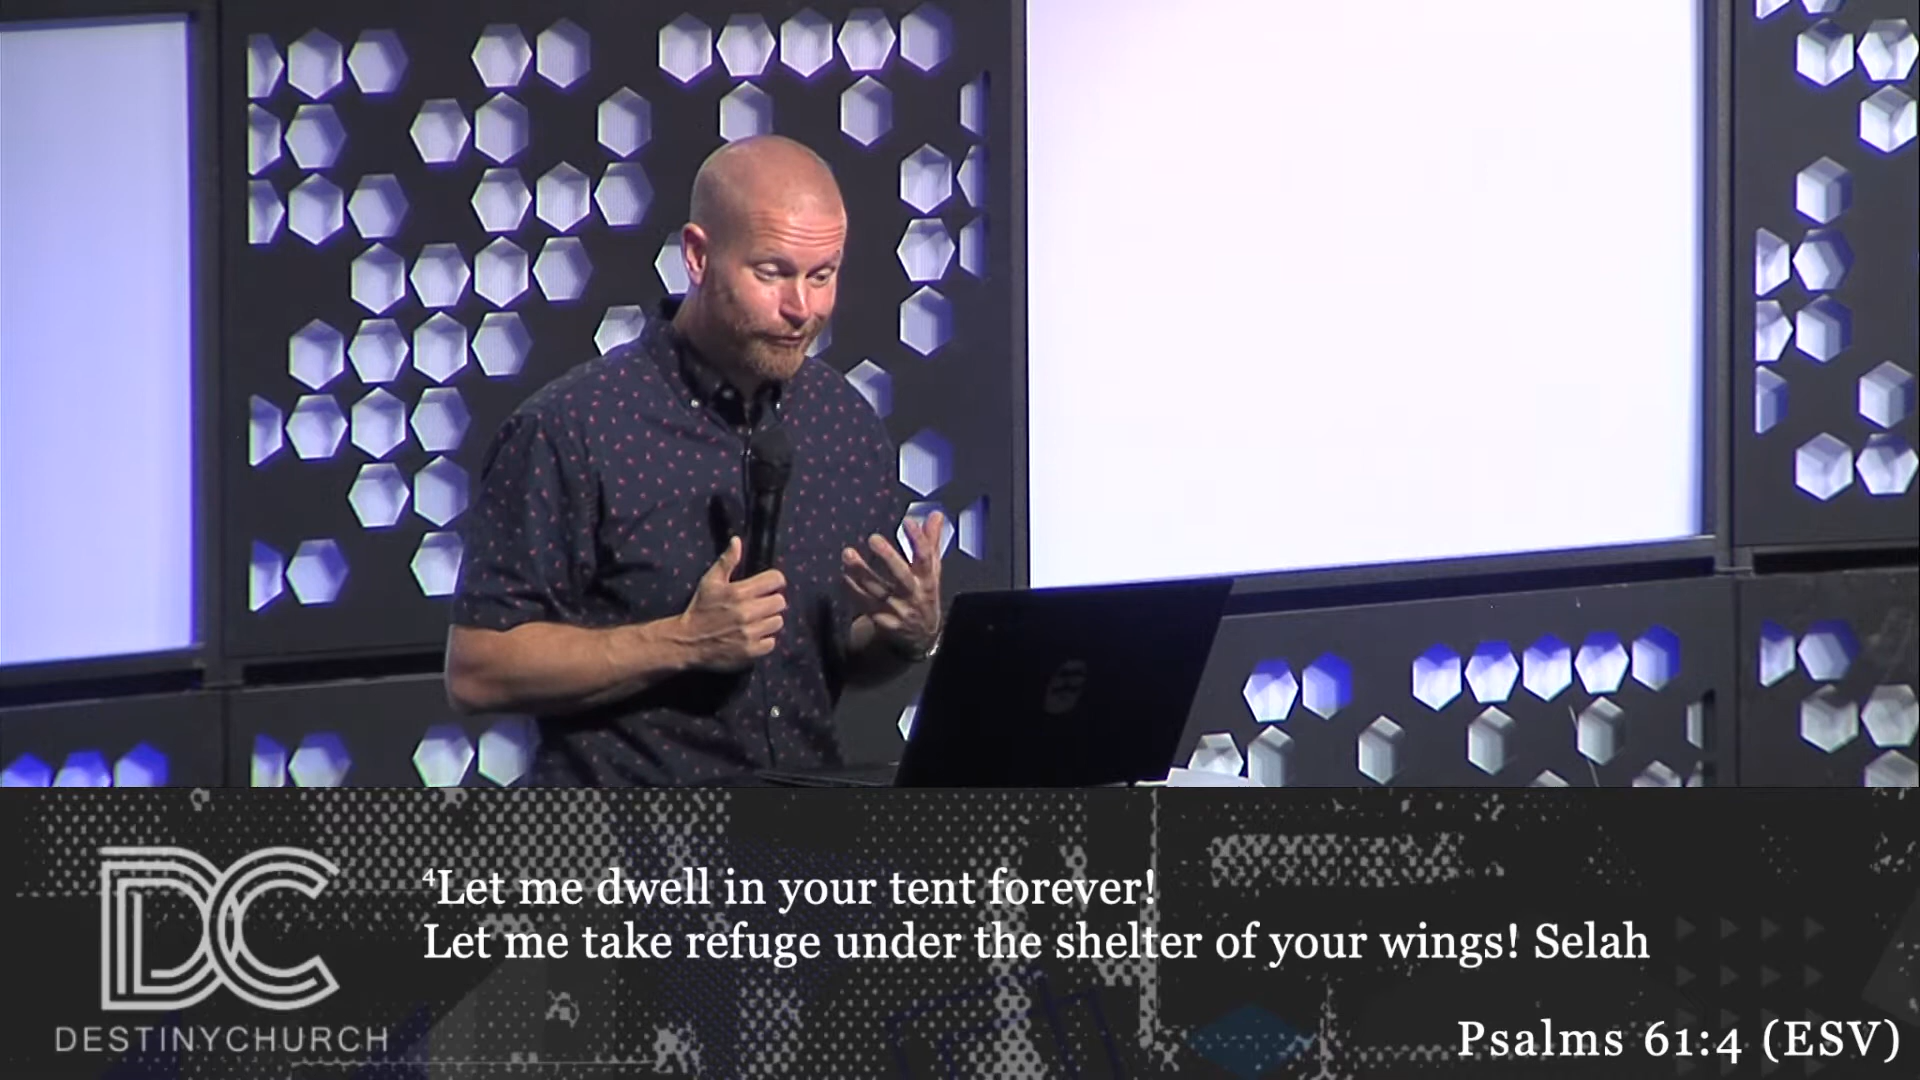 DC
DESTINYCHURCH
⁴Let me dwell in your tent forever!
Let me take refuge under the shelter of your wings! Selah
Psalms 61:4 (ESV)